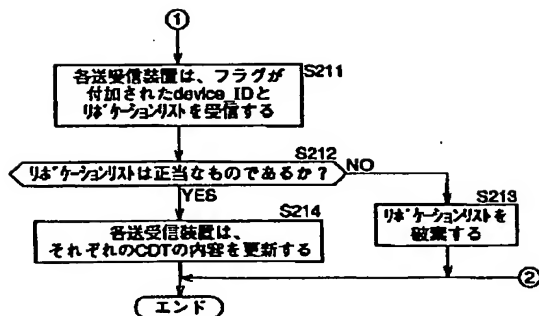 ①
S211
各送受信装置は、フラグが
付加されたdevice_IDと
リボケーションリストを受信する
S212
リボケーションリストは正当なものであるか？
NO
YES
S213
リボケーションリストを
破棄する
S214
各送受信装置は、
それぞれのCDTの内容を更新する
②
エンド